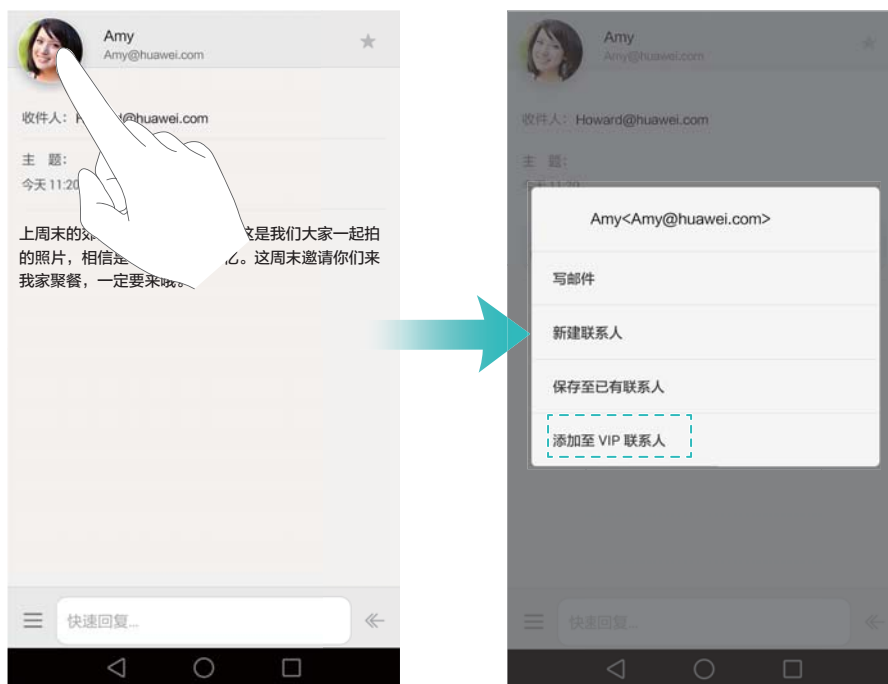 Amy
Amy@huawei.com
收件人: @huawei.com
主 题:
今天 11:20
上周末的 这是我们大家一起拍
的照片，相信是 忆。这周末邀请你们来
我家聚餐，一定要来哦。
快速回复...
Amy
Amy@huawei.com
收件人: Howard@huawei.com
主 题:
今天 11:20
Amy<Amy@huawei.com>
写邮件
新建联系人
保存至已有联系人
添加至 VIP 联系人
快速回复...